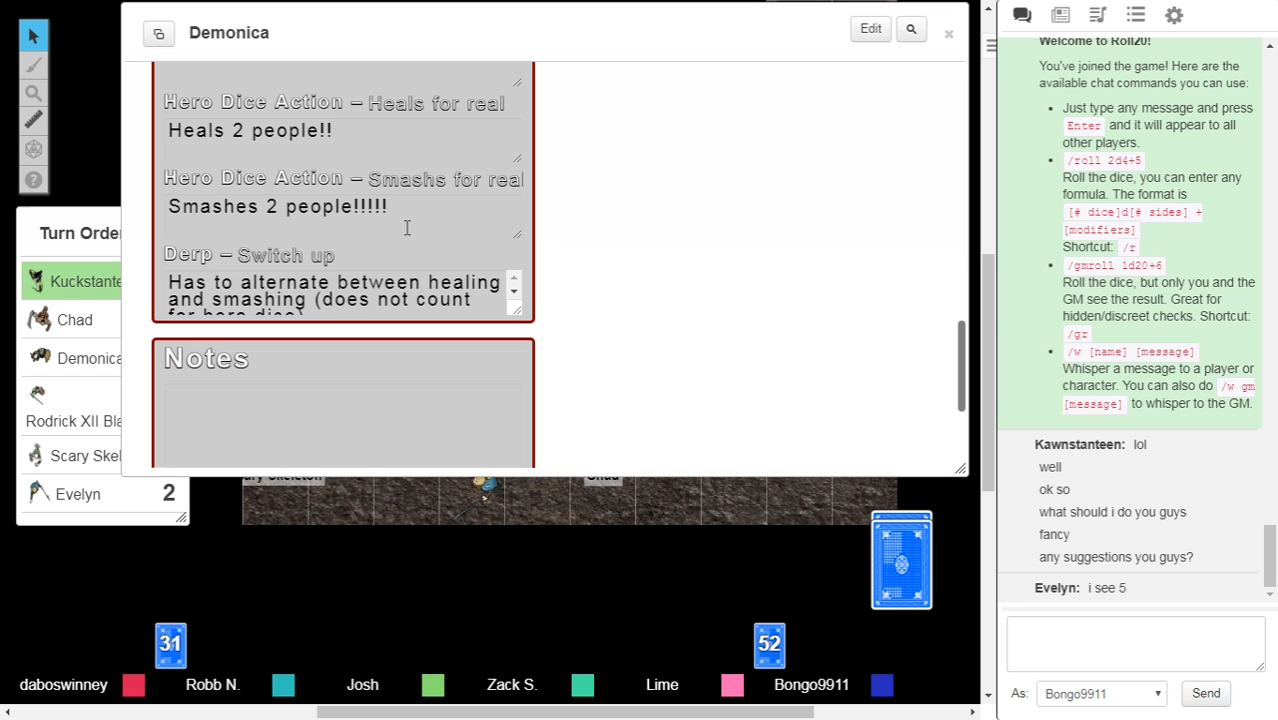 Demonica
Edit
Hero Dice Action – Heals for real
Heals 2 people!!
Hero Dice Action – Smashs for real
Smashes 2 people!!!!!
Derp – Switch up
Has to alternate between healing
and smashing (does not count
for hero dice)
Notes
Turn Orde
Kuckstante
Chad
Demonica
Rodrick XII Bla
Scary Skel
Evelyn 2
ary Skeleton
Chad
31
52
daboswinney
Robb N.
Josh
Zack S.
Lime
Bongo9911
Welcome to Roll20!
You've joined the game! Here are the
available chat commands you can use:
• Just type any message and press
Enter and it will appear to all
other players.
• /roll 2d4+5
Roll the dice, you can enter any
formula. The format is
[# dice]d[# sides] +
[modifiers]
Shortcut: /r
• /gmroll 1d20+6
Roll the dice, but only you and the
GM see the result. Great for
hidden/discreet checks. Shortcut:
/gr
• /w [name] [message]
Whisper a message to a player or
character. You can also do /w gm
[message] to whisper to the GM.
Kawnstanteen: lol
well
ok so
what should i do you guys
fancy
any suggestions you guys?
Evelyn: i see 5
As: Bongo9911
Send